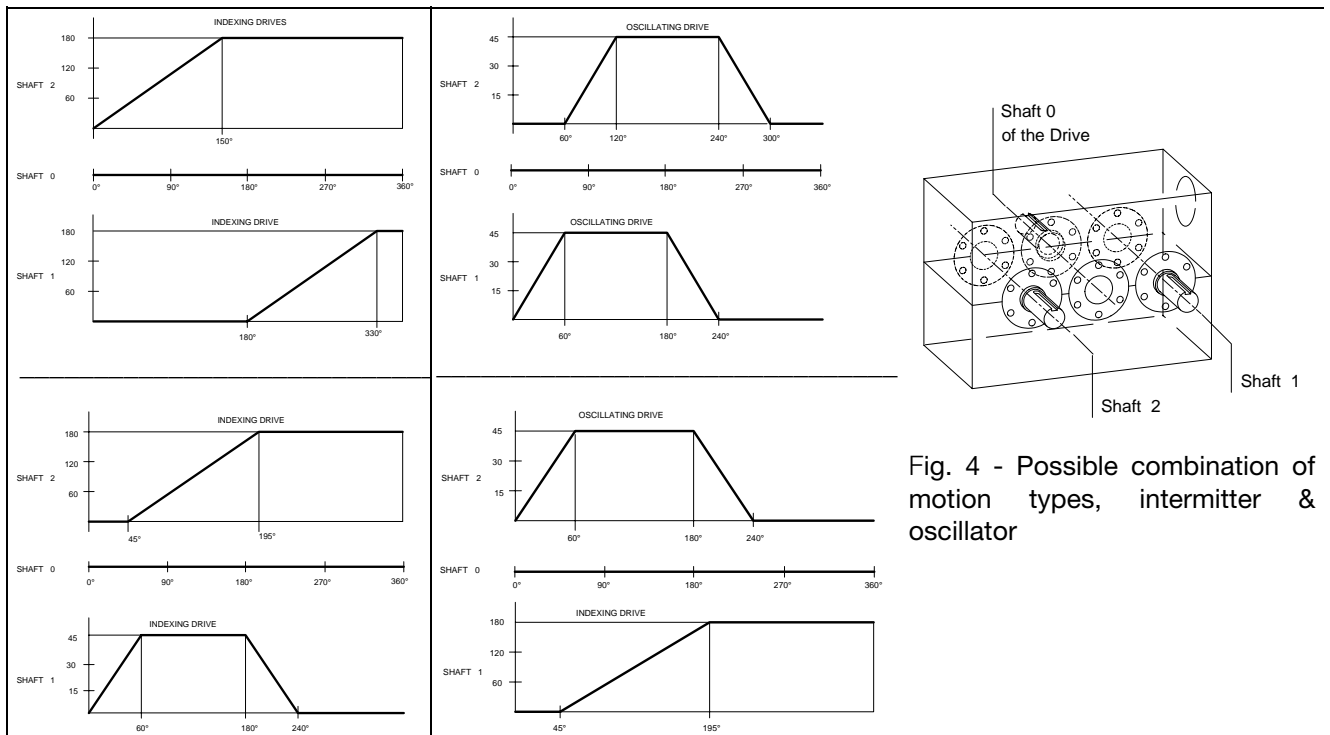 INDEXING DRIVES
180
120
SHAFT 2
60
150°
SHAFT 0
0° 90° 180° 270° 360°
INDEXING DRIVE
180
120
SHAFT 1
60
180° 330°
OSCILLATING DRIVE
45
30
SHAFT 2
15
60° 120° 240° 300°
SHAFT 0
0° 90° 180° 270° 360°
OSCILLATING DRIVE
45
30
SHAFT 1
15
60° 180° 240°
INDEXING DRIVE
180
120
SHAFT 2
60
45° 195°
SHAFT 0
0° 90° 180° 270° 360°
INDEXING DRIVE
45
30
SHAFT 1
15
60° 180° 240°
OSCILLATING DRIVE
45
30
SHAFT 2
15
60° 180° 240°
SHAFT 0
0° 90° 180° 270° 360°
INDEXING DRIVE
180
120
SHAFT 1
60
45° 195°
Shaft 0
of the Drive
Shaft 1
Shaft 2
Fig. 4 - Possible combination of
motion types, intermitter &
oscillator